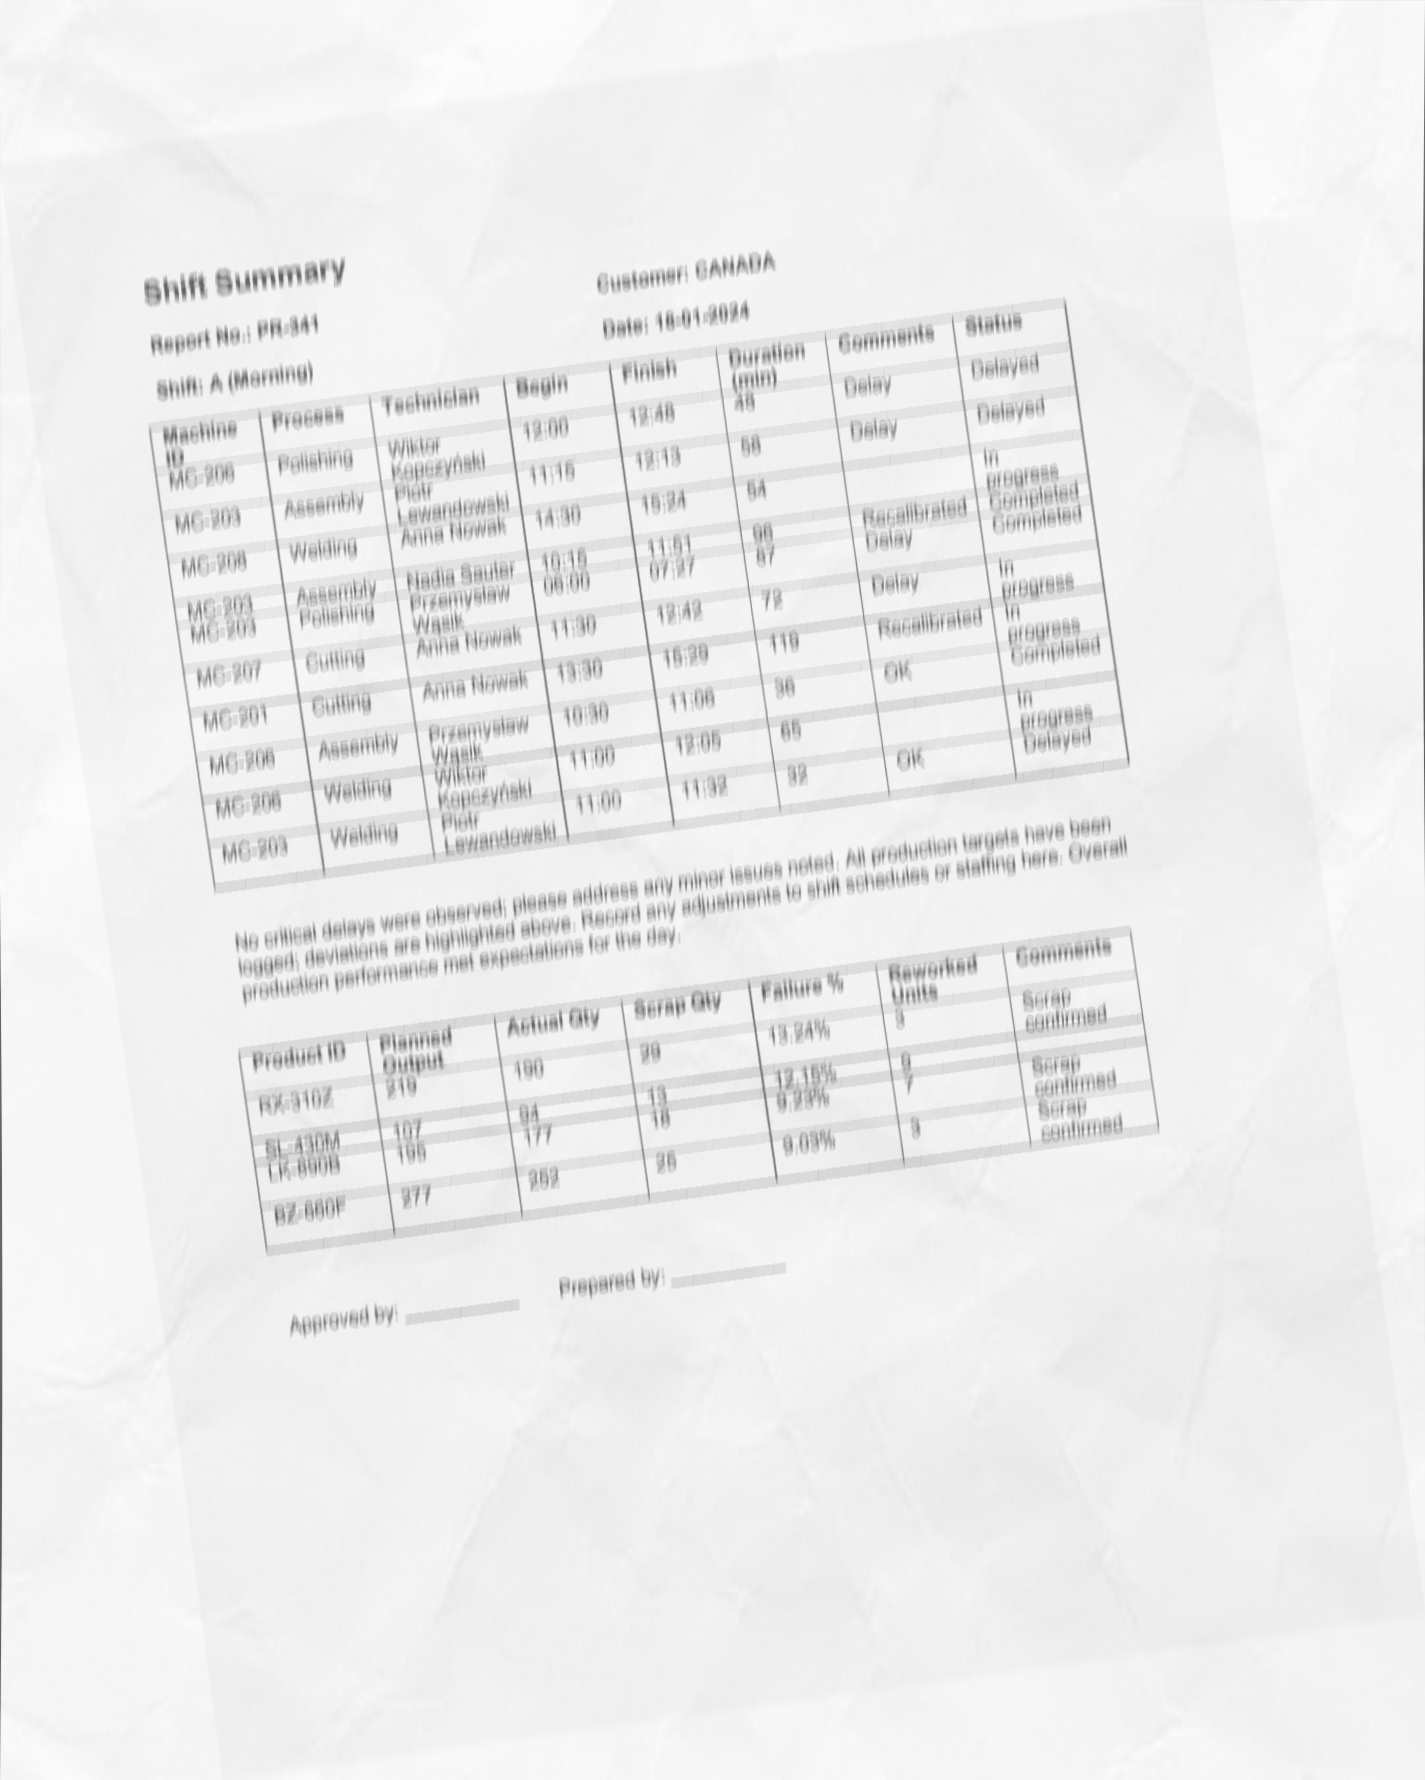 Shift Summary
Customer: CANADA
Report No.: PR-341
Date: 18-01-2024
Shift: A (Morning)
Machine ID Process Technician Begin Finish Duration (min) Comments Status
MC-206 Polishing Wiktor Kopczyński 12:00 12:48 48 Delay Delayed
MC-203 Assembly Piotr Lewandowski 11:15 12:13 58 Delay Delayed
MC-208 Welding Anna Nowak 14:30 15:24 54 In progress
MC-203 Assembly Nadia Sauter 10:15 11:51 96 Recalibrated Completed
MC-203 Polishing Przemysław Wąsik 06:00 07:27 87 Delay Completed
MC-207 Cutting Anna Nowak 11:30 12:42 72 Delay In progress
MC-201 Cutting Anna Nowak 13:30 15:29 119 Recalibrated In progress
MC-206 Assembly Przemysław Wąsik 10:30 11:06 36 OK Completed
MC-206 Welding Wiktor Kopczyński 11:00 12:05 65 In progress
MC-203 Welding Piotr Lewandowski 11:00 11:32 32 OK Delayed
No critical delays were observed; please address any minor issues noted. All production targets have been
logged; deviations are highlighted above. Record any adjustments to shift schedules or staffing here. Overall
production performance met expectations for the day.
Product ID Planned Output Actual Qty Scrap Qty Failure % Reworked Units Comments
RX-310Z 219 190 29 13.24% 3 Scrap confirmed
SL-430M 107 94 13 12.15% 9
LK-890B 195 177 18 9.23% 7 Scrap confirmed
BZ-660F 277 252 25 9.03% 3 Scrap confirmed
Approved by: ____________
Prepared by: ____________